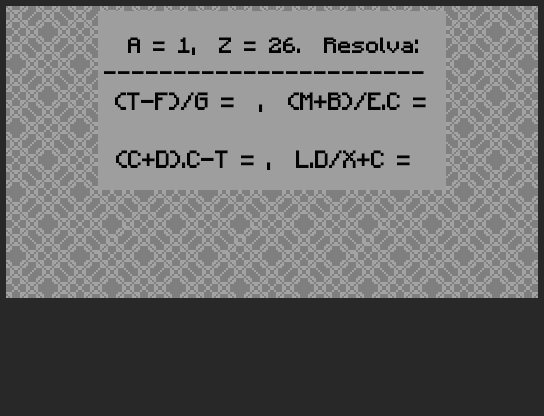 A = 1, Z = 26. Resolva:
(T-F)/G = , (M+B)/E.C =
((C+D).C-T = , L.D/X+C =